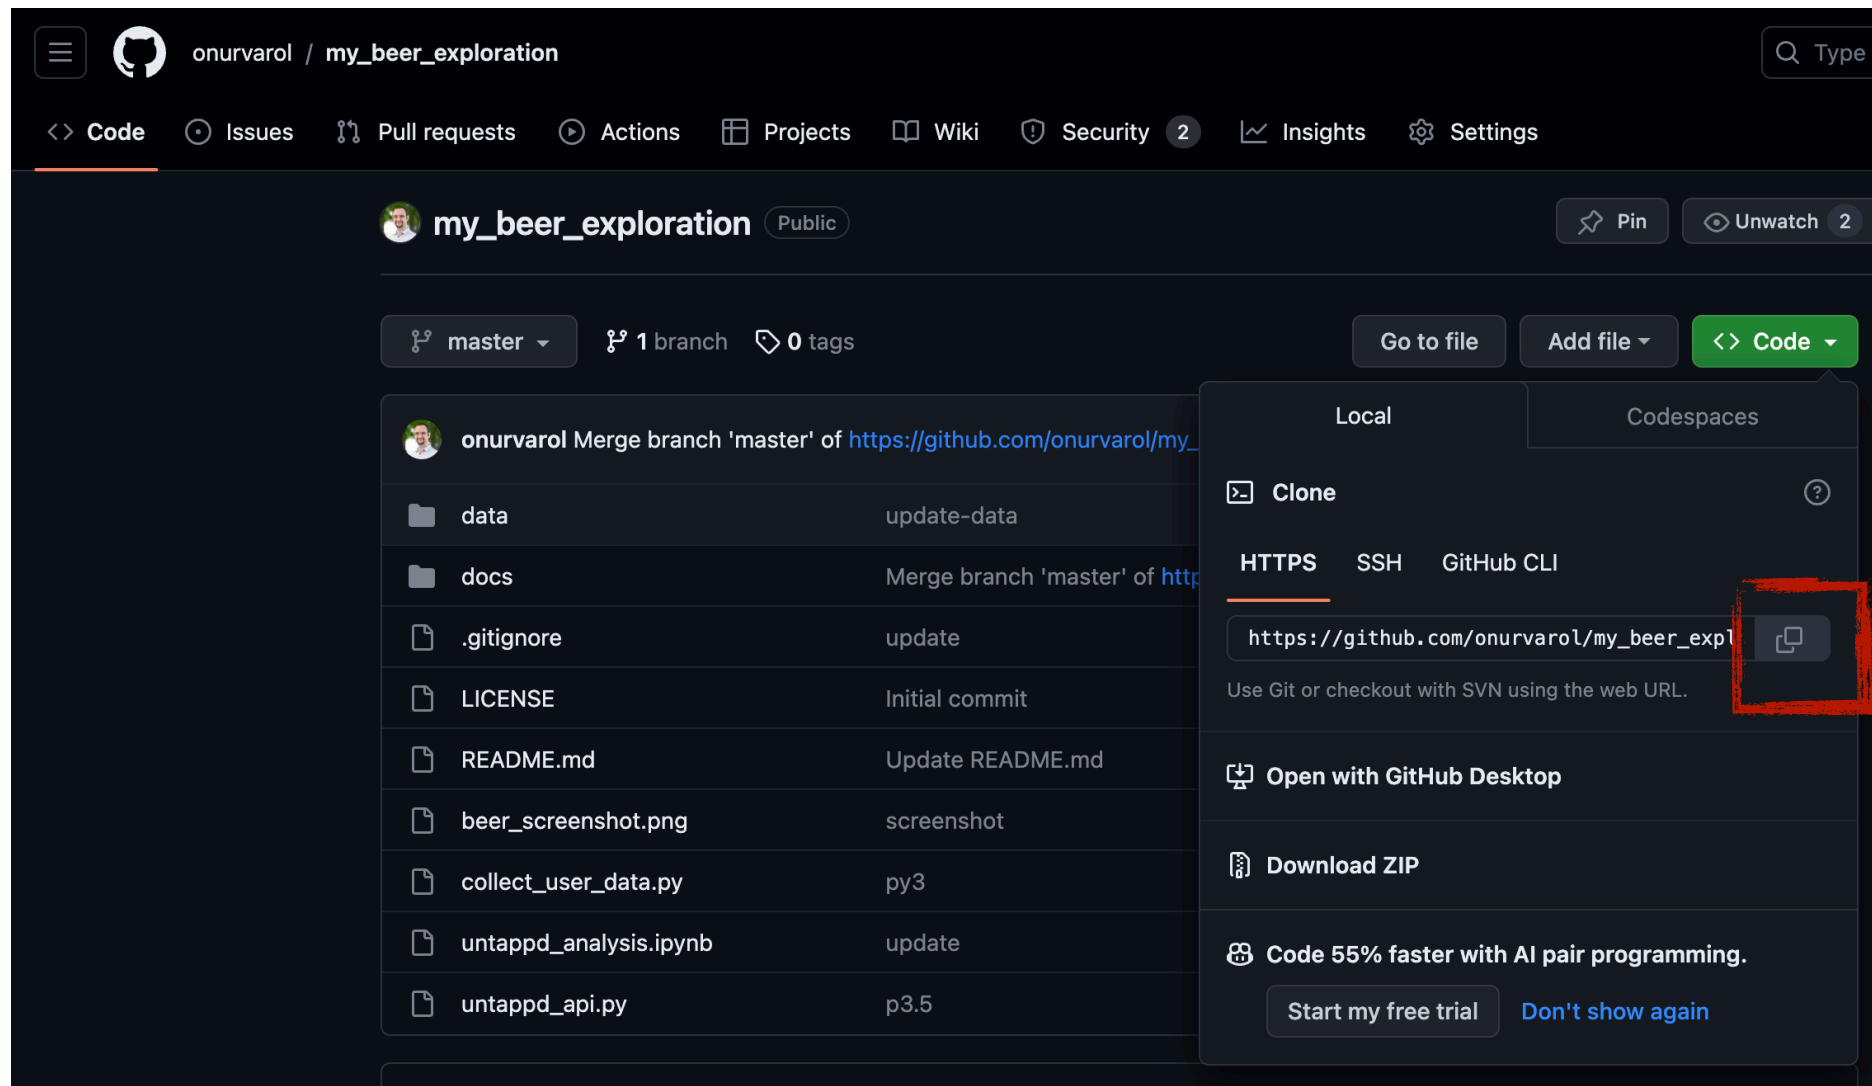 onurvarol / my_beer_exploration
Type
Code Issues Pull requests Actions Projects Wiki Security 2 Insights Settings
my_beer_exploration Public
Pin Unwatch 2
master 1 branch 0 tags
Go to file Add file Code
onurvarol Merge branch 'master' of https://github.com/onurvarol/my_
data update-data
docs Merge branch 'master' of http
.gitignore update
LICENSE Initial commit
README.md Update README.md
beer_screenshot.png screenshot
collect_user_data.py py3
untappd_analysis.ipynb update
untappd_api.py p3.5
Local Codespaces
Clone
HTTPS SSH GitHub CLI
https://github.com/onurvarol/my_beer_expl
Use Git or checkout with SVN using the web URL.
Open with GitHub Desktop
Download ZIP
Code 55% faster with AI pair programming.
Start my free trial Don't show again